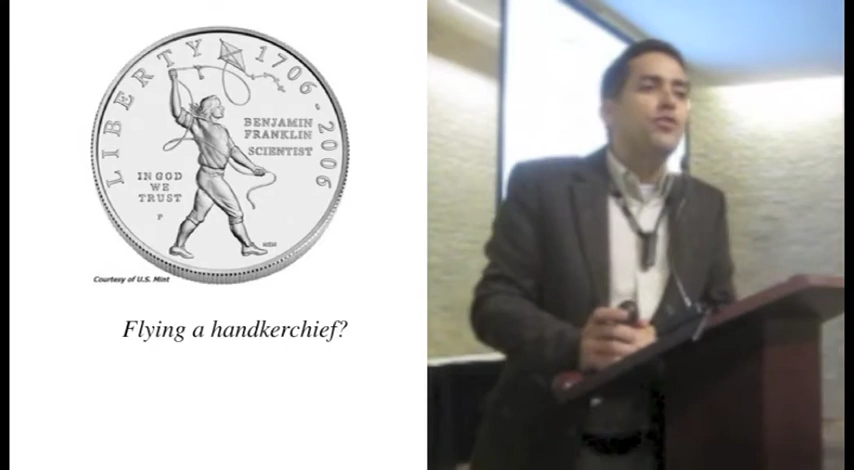 LIBERTY 1706-2006
BENJAMIN
FRANKLIN
SCIENTIST
IN GOD
WE
TRUST
P
Courtesy of U.S. Mint
Flying a handkerchief?